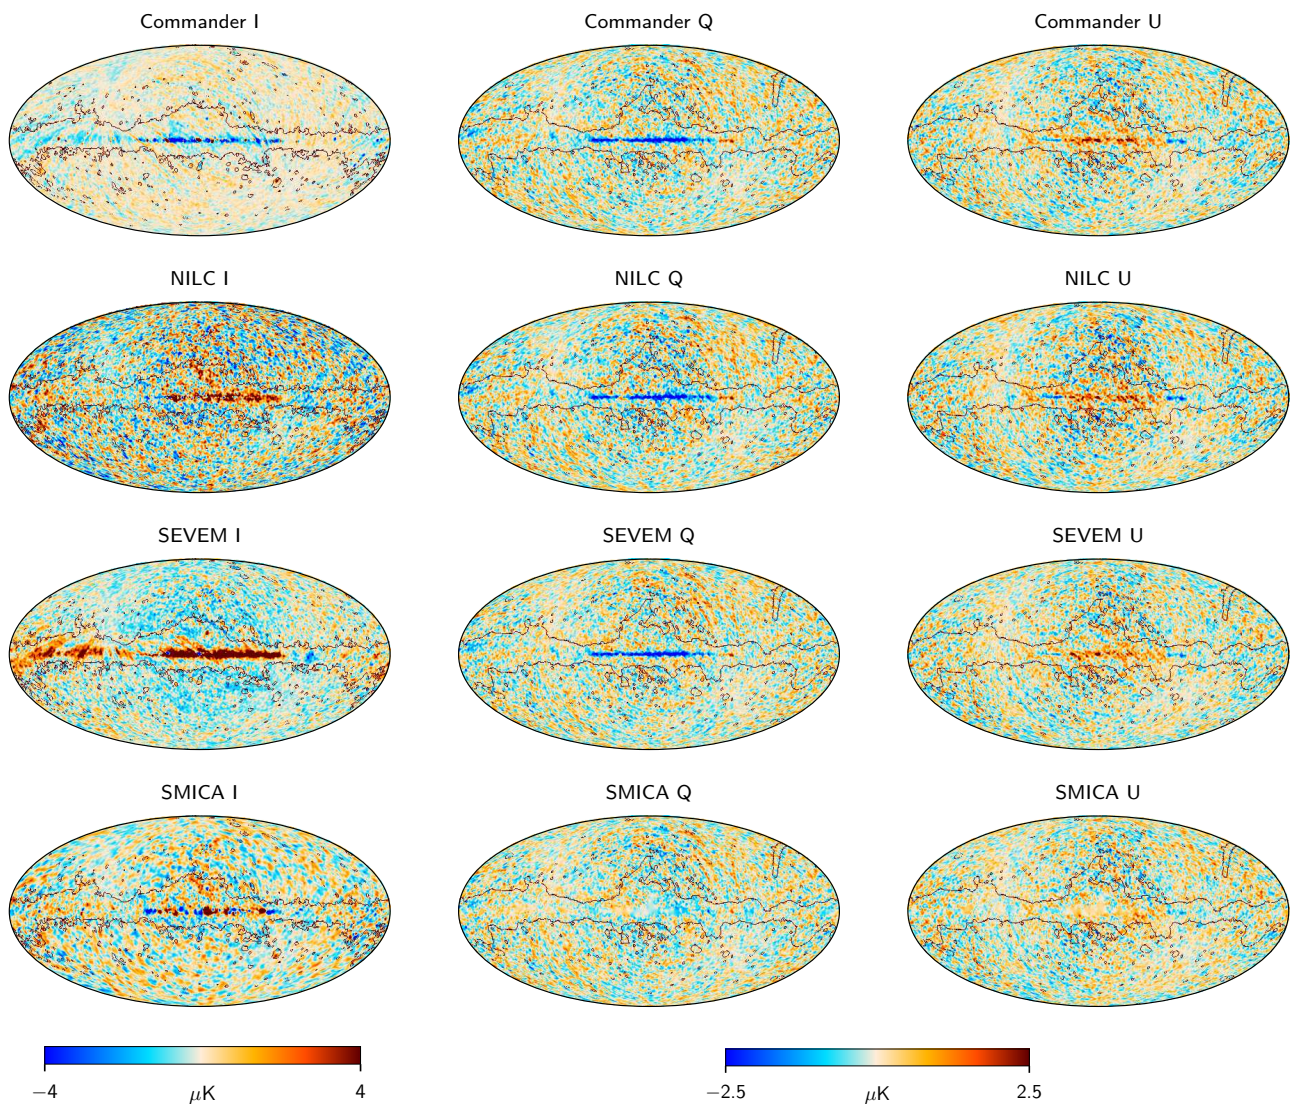 Commander I Commander Q Commander U
NILC I NILC Q NILC U
SEVEM I SEVEM Q SEVEM U
SMICA I SMICA Q SMICA U
−4 μK 4 −2.5 μK 2.5